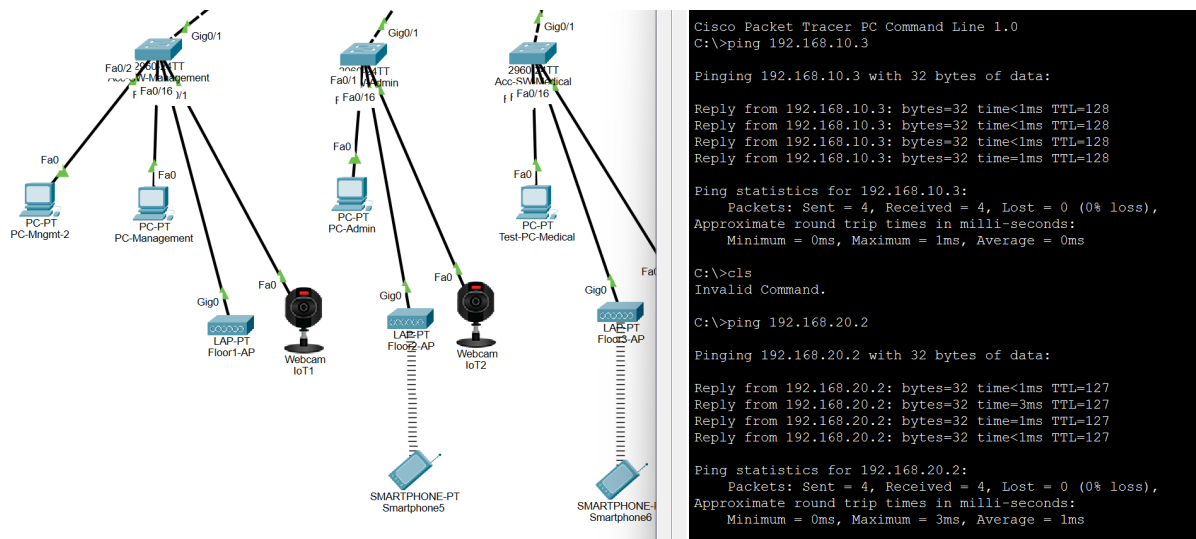 Gig0/1
Fa0/2
Acc-SW-Management
Fa0/16
Fa0
Fa0
PC-PT
PC-Mngmt-2
PC-PT
PC-Management
Gig0
Fa0
LAP-PT
Floor1-AP
Webcam
IoT1
Gig0/1
Fa0/1
Fa0/16
Fa0
PC-PT
PC-Admin
Gig0
Fa0
LAP-PT
Floor2-AP
Webcam
IoT2
SMARTPHONE-PT
Smartphone5
Gig0/1
Acc-SW-Medical
Fa0/16
Fa0
PC-PT
Test-PC-Medical
Gig0
LAP-PT
Floor3-AP
Smartphone6
Cisco Packet Tracer PC Command Line 1.0
C:\>ping 192.168.10.3
Pinging 192.168.10.3 with 32 bytes of data:
Reply from 192.168.10.3: bytes=32 time<1ms TTL=128
Reply from 192.168.10.3: bytes=32 time<1ms TTL=128
Reply from 192.168.10.3: bytes=32 time<1ms TTL=128
Reply from 192.168.10.3: bytes=32 time=1ms TTL=128
Ping statistics for 192.168.10.3:
Packets: Sent = 4, Received = 4, Lost = 0 (0% loss),
Approximate round trip times in milli-seconds:
Minimum = 0ms, Maximum = 1ms, Average = 0ms
C:\>cls
Invalid Command.
C:\>ping 192.168.20.2
Pinging 192.168.20.2 with 32 bytes of data:
Reply from 192.168.20.2: bytes=32 time<1ms TTL=127
Reply from 192.168.20.2: bytes=32 time=3ms TTL=127
Reply from 192.168.20.2: bytes=32 time=1ms TTL=127
Reply from 192.168.20.2: bytes=32 time<1ms TTL=127
Ping statistics for 192.168.20.2:
Packets: Sent = 4, Received = 4, Lost = 0 (0% loss),
Approximate round trip times in milli-seconds:
Minimum = 0ms, Maximum = 3ms, Average = 1ms